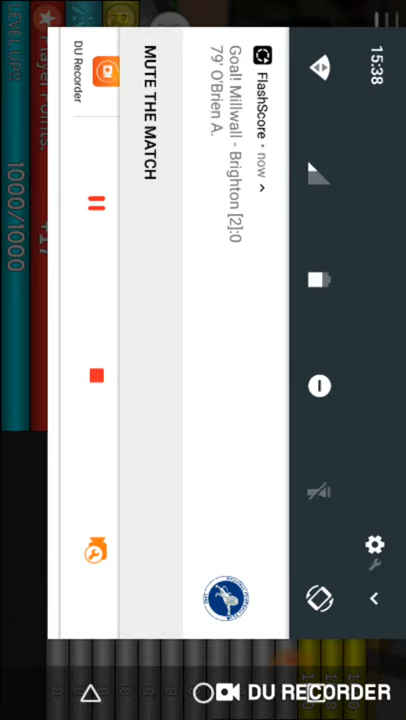 15:38
FlashScore • now
Goal! Millwall - Brighton [2]:0
79' O'Brien A.
MUTE THE MATCH
DU Recorder
Player Points:
+17
LEVEL UP!!
1000/1000
DU RECORDER